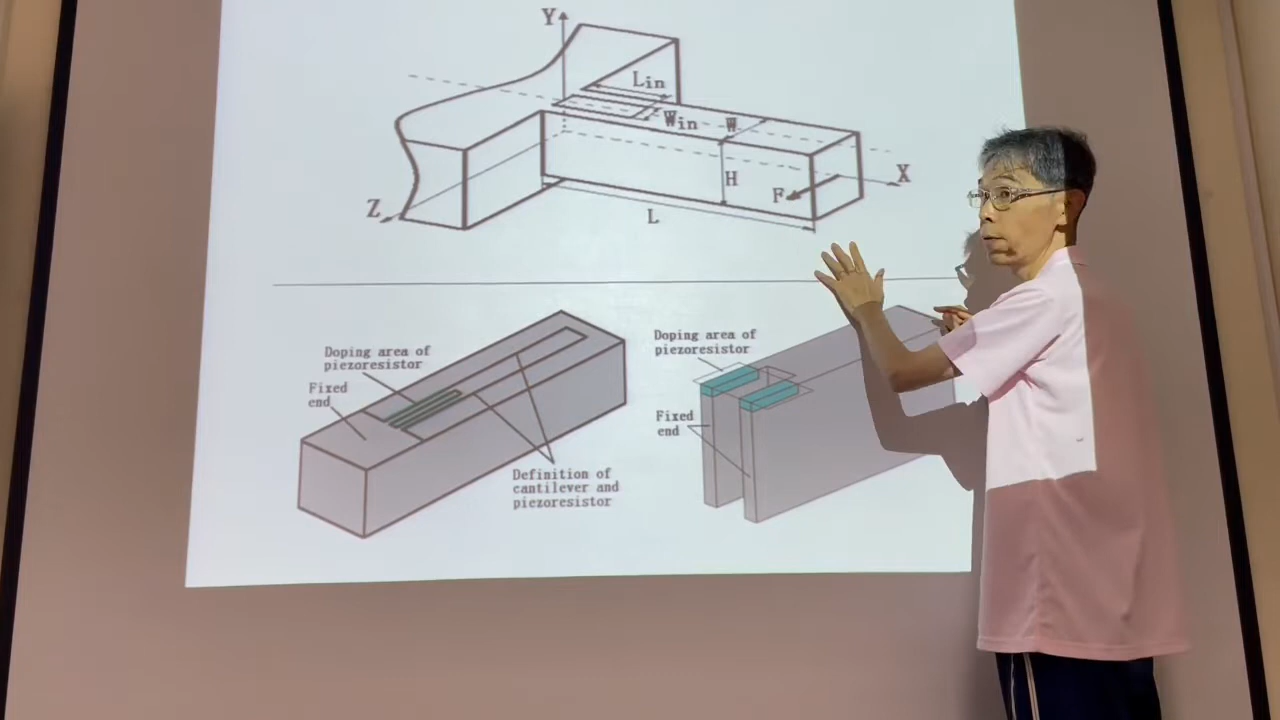 Y
Lin
Win
W
H
F
X
Z
L
Doping area of
piezoresistor
Fixed
end
Definition of
cantilever and
piezoresistor
Doping area of
piezoresistor
Fixed
end